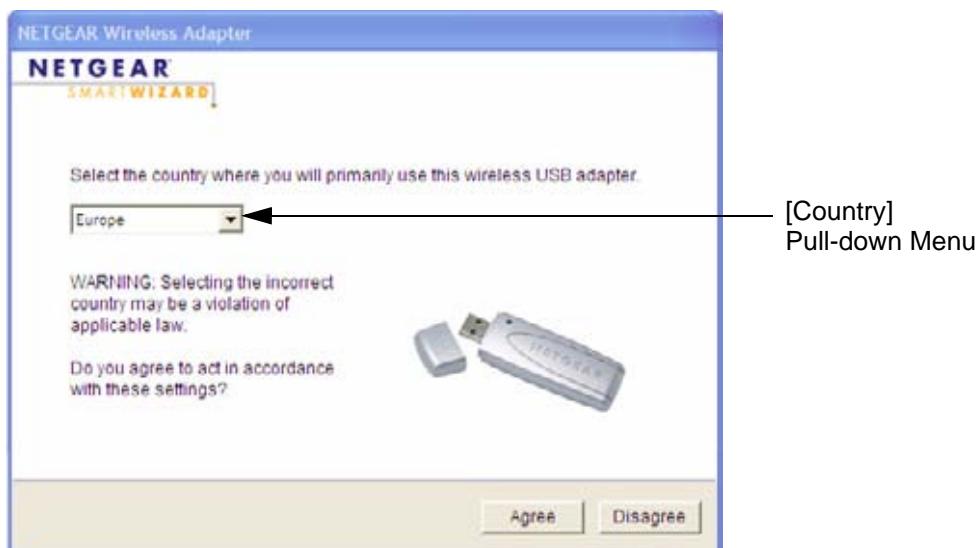 NETGEAR Wireless Adapter
NETGEAR
SMARTWIZARD
Select the country where you will primarily use this wireless USB adapter.
Europe
[Country]
Pull-down Menu
WARNING: Selecting the incorrect
country may be a violation of
applicable law.
Do you agree to act in accordance
with these settings?
NETGEAR
Agree
Disagree